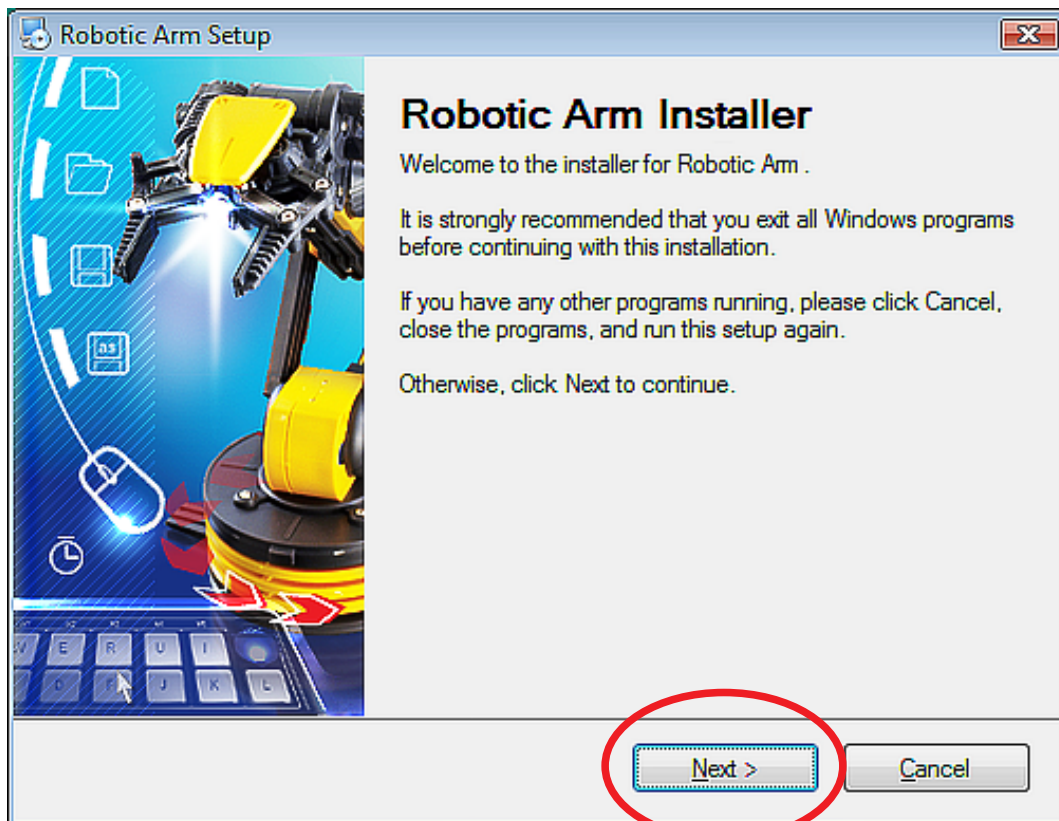 Robotic Arm Setup
Robotic Arm Installer
Welcome to the installer for Robotic Arm .
It is strongly recommended that you exit all Windows programs
before continuing with this installation.
If you have any other programs running, please click Cancel,
close the programs, and run this setup again.
Otherwise, click Next to continue.
as
E R U I
D J K L
Next >
Cancel